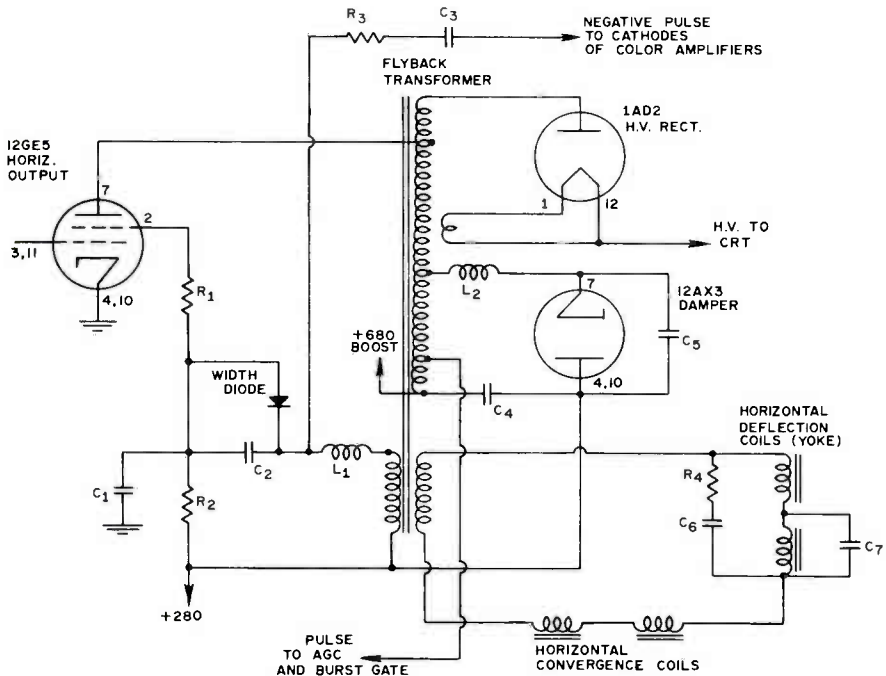 R3
C3
NEGATIVE PULSE
TO CATHODES
OF COLOR AMPLIFIERS
FLYBACK
TRANSFORMER
1AD2
H.V. RECT.
12GE5
HORIZ.
OUTPUT
7
2
1
12
3,11
H.V. TO
CRT
4,10
R1
L2
7
12AX3
DAMPER
+680
BOOST
C5
WIDTH
DIODE
4,10
C4
HORIZONTAL
DEFLECTION
COILS (YOKE)
C2
L1
R4
C1
R2
C6
C7
+280
PULSE
TO AGC
AND BURST GATE
HORIZONTAL
CONVERGENCE COILS